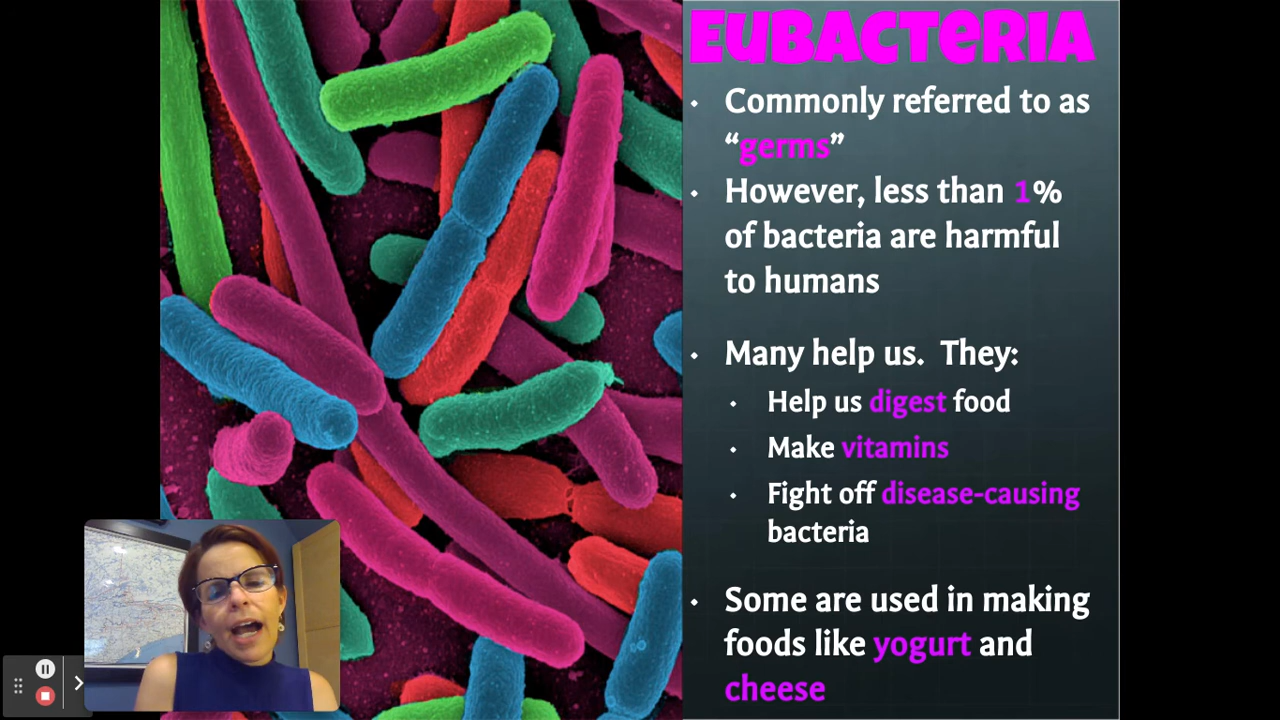 EUBACTERIA
• Commonly referred to as
“germs”
• However, less than 1%
of bacteria are harmful
to humans
• Many help us.  They:
• Help us digest food
• Make vitamins
• Fight off disease-causing
bacteria
• Some are used in making
foods like yogurt and
cheese